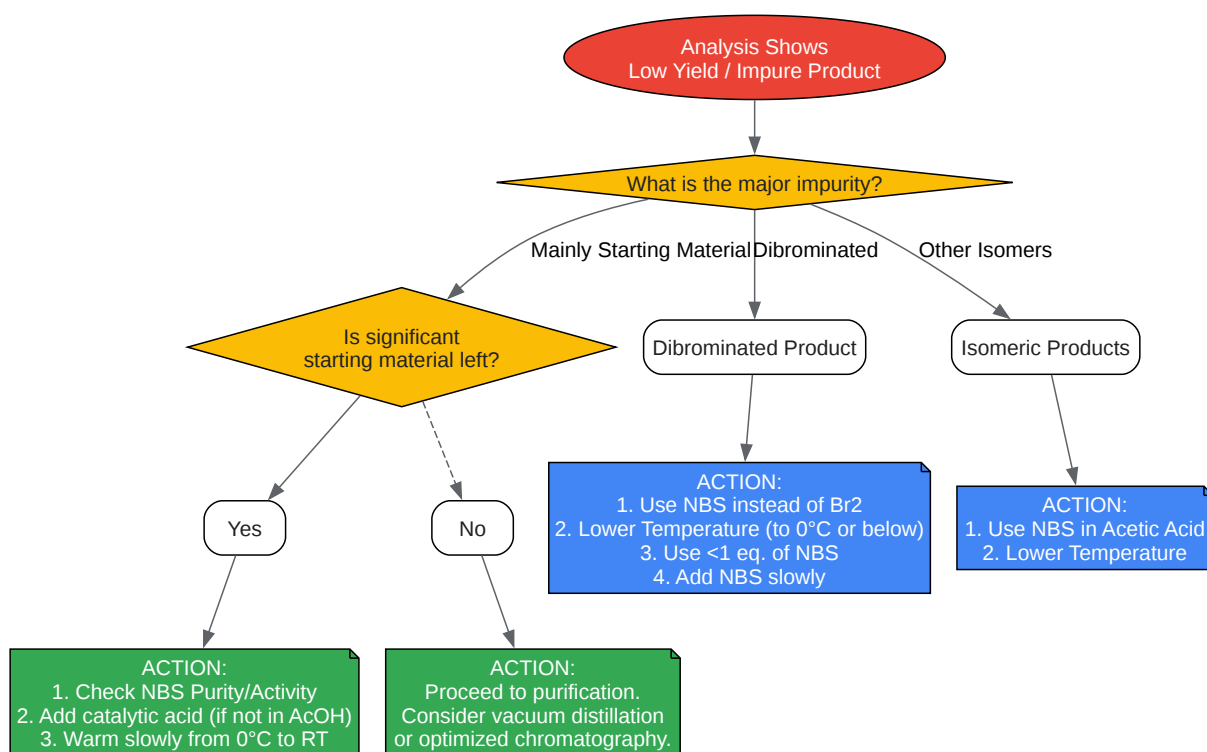 Analysis Shows
Low Yield / Impure Product
What is the major impurity?
Mainly Starting Material
Dibrominated
Other Isomers
Is significant
starting material left?
Dibrominated Product
Isomeric Products
Yes
No
ACTION:
1. Use NBS instead of Br2
2. Lower Temperature (to 0°C or below)
3. Use <1 eq. of NBS
4. Add NBS slowly
ACTION:
1. Use NBS in Acetic Acid
2. Lower Temperature
ACTION:
1. Check NBS Purity/Activity
2. Add catalytic acid (if not in AcOH)
3. Warm slowly from 0°C to RT
ACTION:
Proceed to purification.
Consider vacuum distillation
or optimized chromatography.